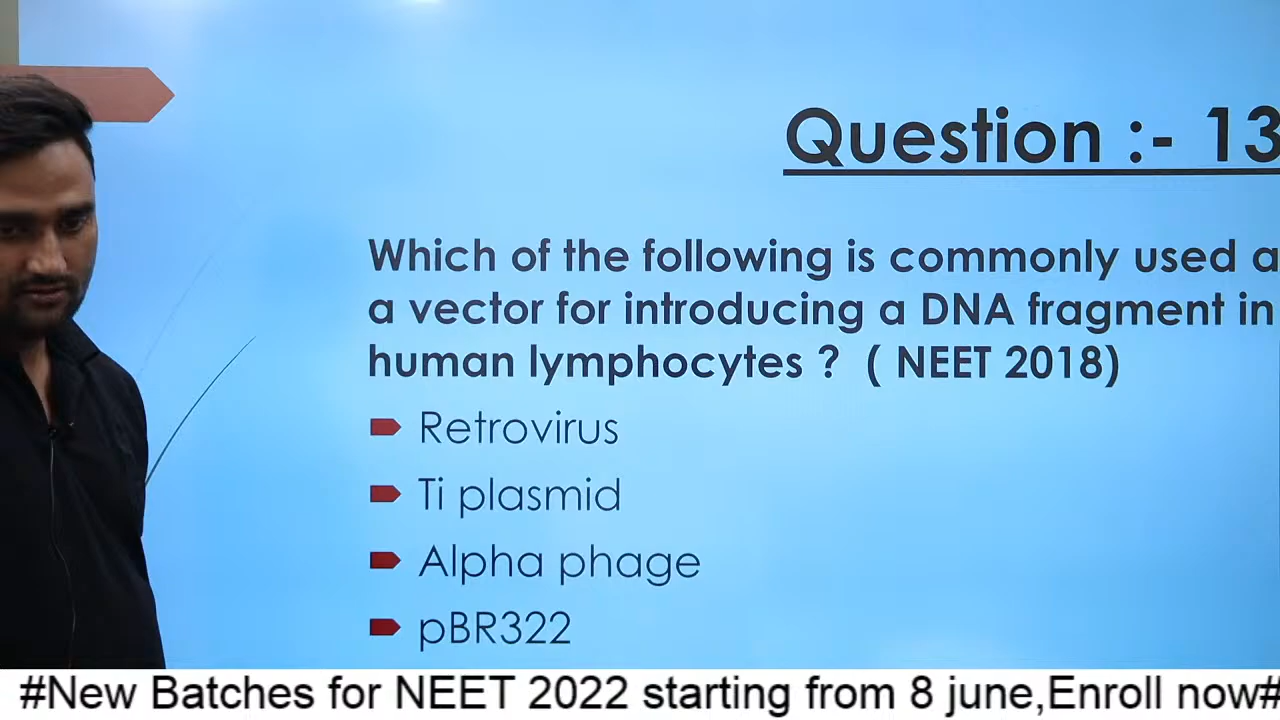 Question :- 13
Which of the following is commonly used a
a vector for introducing a DNA fragment in
human lymphocytes ? ( NEET 2018)
Retrovirus
Ti plasmid
Alpha phage
pBR322
#New Batches for NEET 2022 starting from 8 june,Enroll now#